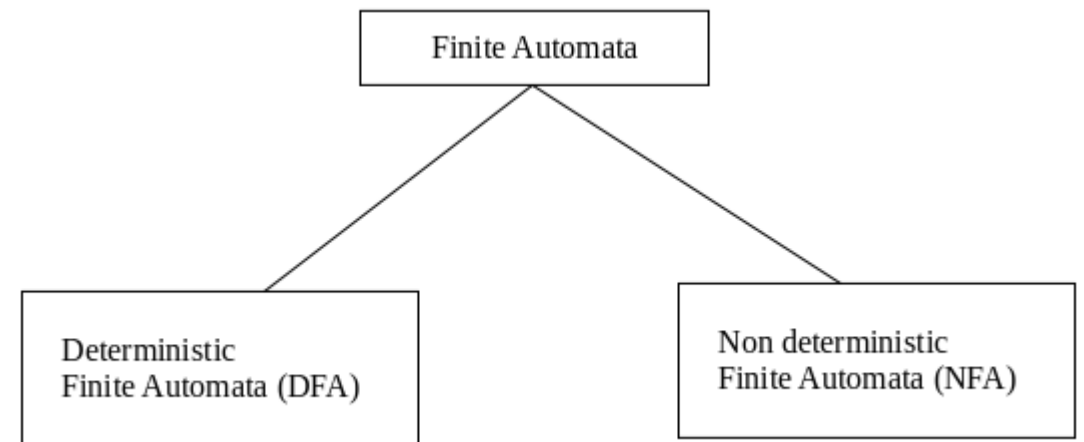 Finite Automata
Deterministic
Finite Automata (DFA)
Non deterministic
Finite Automata (NFA)